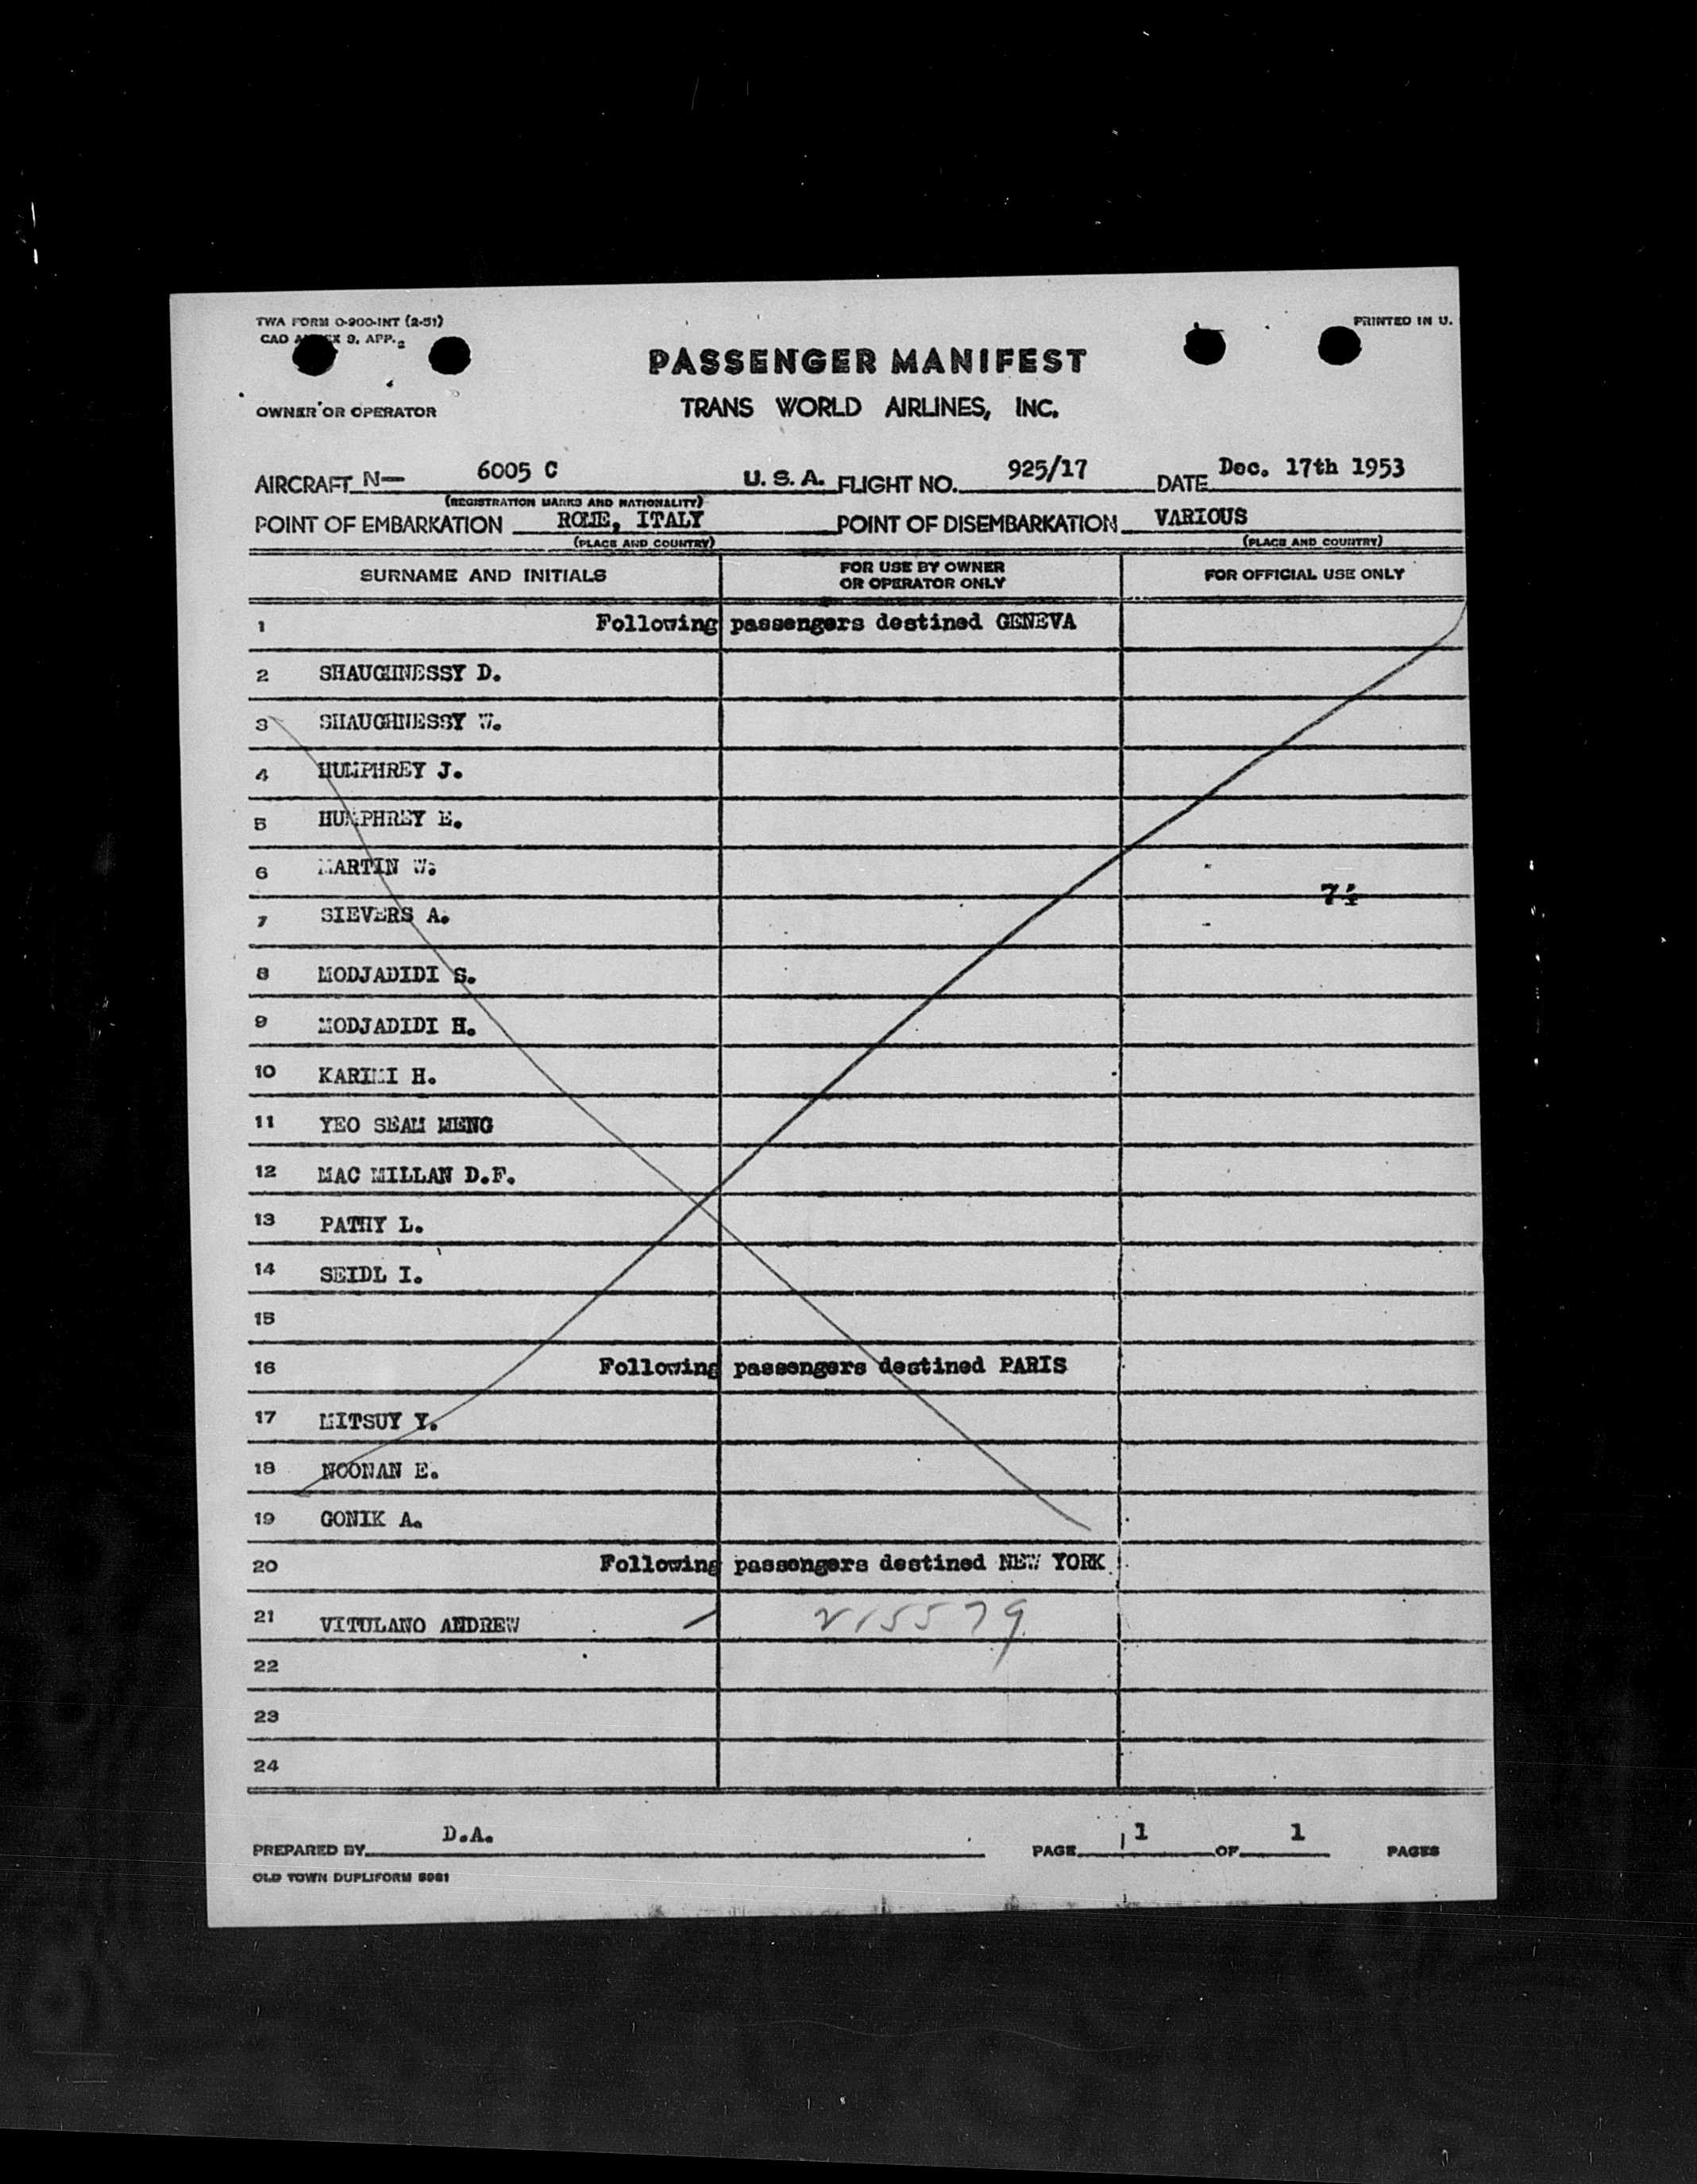 TWA FORM O-900-INT (2-51)
PRINTED IN U.
CAO 9, APP. 2
PASSENGER MANIFEST
OWNER OR OPERATOR
TRANS WORLD AIRLINES, INC.
AIRCRAFT N— 6005 C U. S. A. FLIGHT NO. 925/17 DATE Dec. 17th 1953
(REGISTRATION MARKS AND NATIONALITY)
POINT OF EMBARKATION ROME, ITALY POINT OF DISEMBARKATION VARIOUS
(PLACE AND COUNTRY) (PLACE AND COUNTRY)
SURNAME AND INITIALS FOR USE BY OWNER OR OPERATOR ONLY FOR OFFICIAL USE ONLY
1 Following passengers destined GENEVA
2 SHAUGHNESSY D.
3 SHAUGHNESSY W.
4 HUMPHREY J.
5 HUMPHREY E.
6 MARTIN W.
7 SIEVERS A.
8 MODJADIDI S.
9 MODJADIDI H.
10 KARIMI H.
11 YEO SEAM MENG
12 MAC MILLAN D.F.
13 PATHY L.
14 SEIDL I.
15
16 Following passengers destined PARIS
17 MITSUY Y.
18 NOONAN E.
19 GONIK A.
20 Following passengers destined NEW YORK
21 VITULANO ANDREW 215579
22
23
24
PREPARED BY D.A. PAGE 1 OF 1 PAGES
OLD TOWN DUPLIFORM 5981